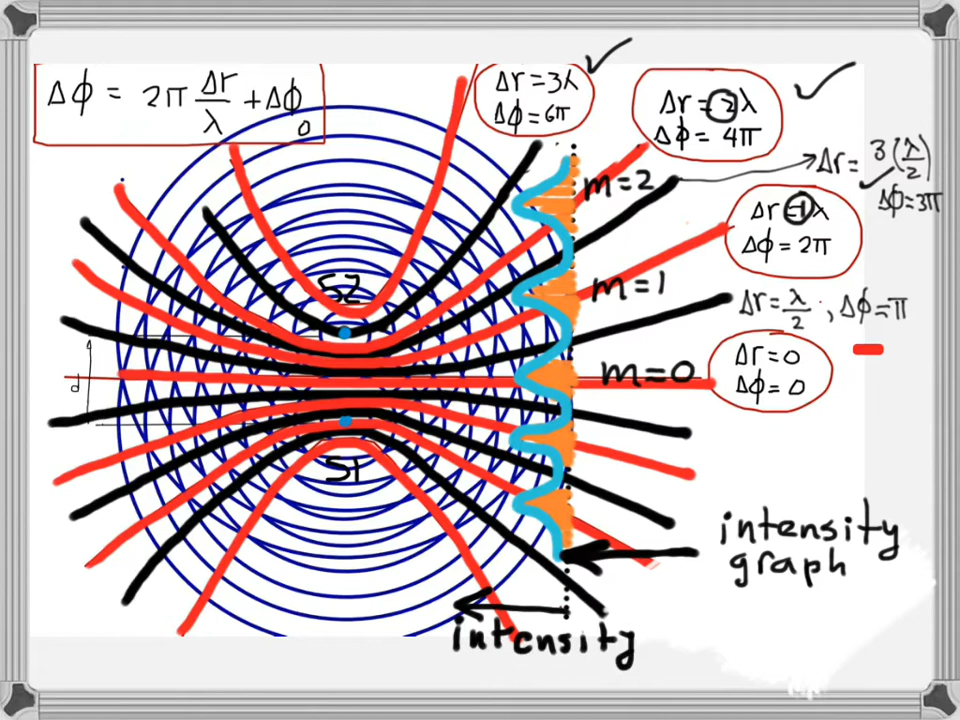 Δφ = 2π Δr/λ + Δφ₀
Δr = 3λ
Δφ = 6π
Δr = 2λ
Δφ = 4π
Δr = 3(λ/2)
Δφ = 3π
m=2
Δr = 1λ
Δφ = 2π
S2
m=1
Δr = λ/2 , Δφ = π
Δr = 0
Δφ = 0
m=0
d
S1
intensity
graph
intensity